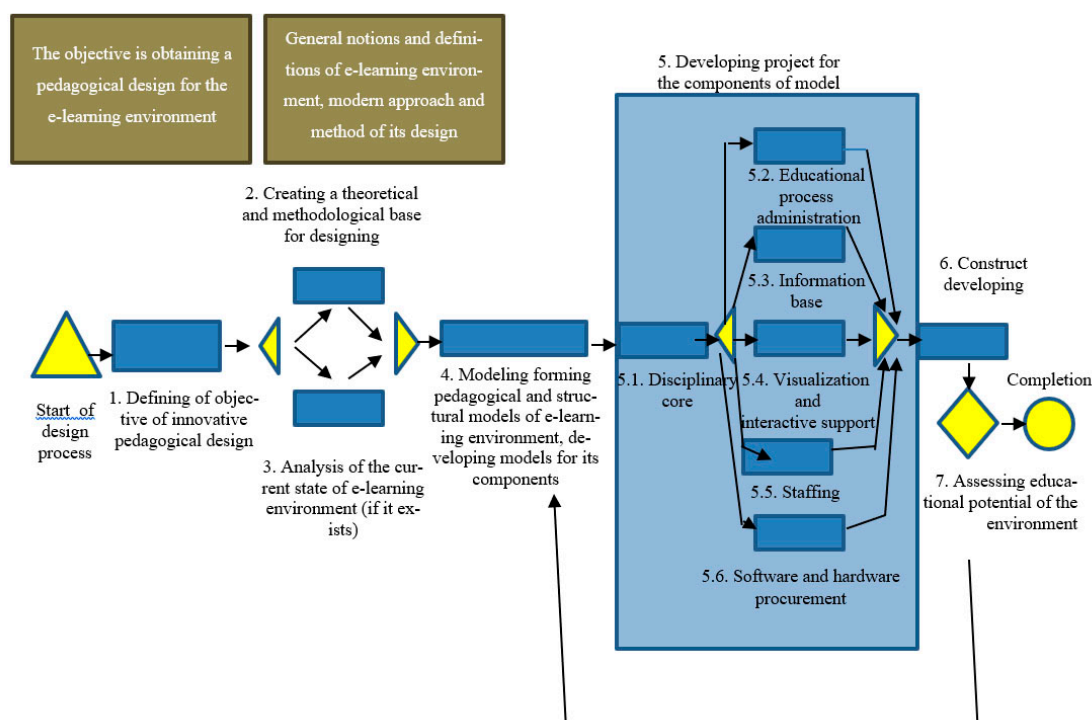 The objective is obtaining a
pedagogical design for the
e-learning environment
General notions and defini-
tions of e-learning environ-
ment, modern approach and
method of its design
2. Creating a theoretical
and methodological base
for designing
Start of
design
process
1. Defining of objec-
tive of innovative
pedagogical design
3. Analysis of the cur-
rent state of e-learning
environment (if it ex-
ists)
4. Modeling forming
pedagogical and struc-
tural models of e-learn-
ing environment, de-
veloping models for its
components
5. Developing project for
the components of model
5.1. Disciplinary
core
5.2. Educational
process
administration
5.3. Information
base
5.4. Visualization
and
interactive support
5.5. Staffing
5.6. Software and hardware
procurement
6. Construct
developing
Completion
7. Assessing educa-
tional potential of the
environment